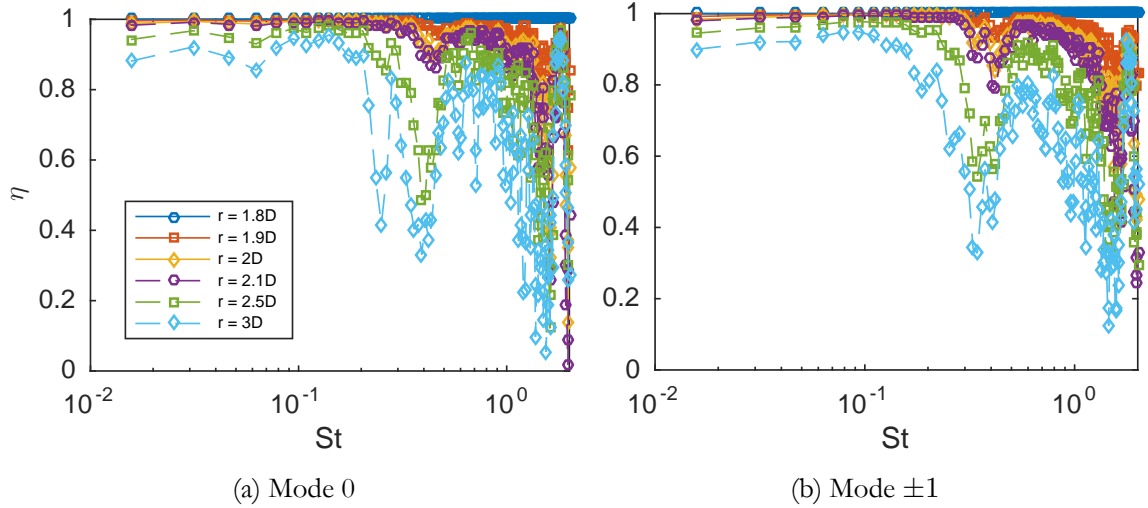 1
0.8
0.6
η
0.4
0.2
0
r = 1.8D
r = 1.9D
r = 2D
r = 2.1D
r = 2.5D
r = 3D
10^-2
10^-1
10^0
St
(a) Mode 0
1
0.8
0.6
0.4
0.2
0
10^-2
10^-1
10^0
St
(b) Mode ±1